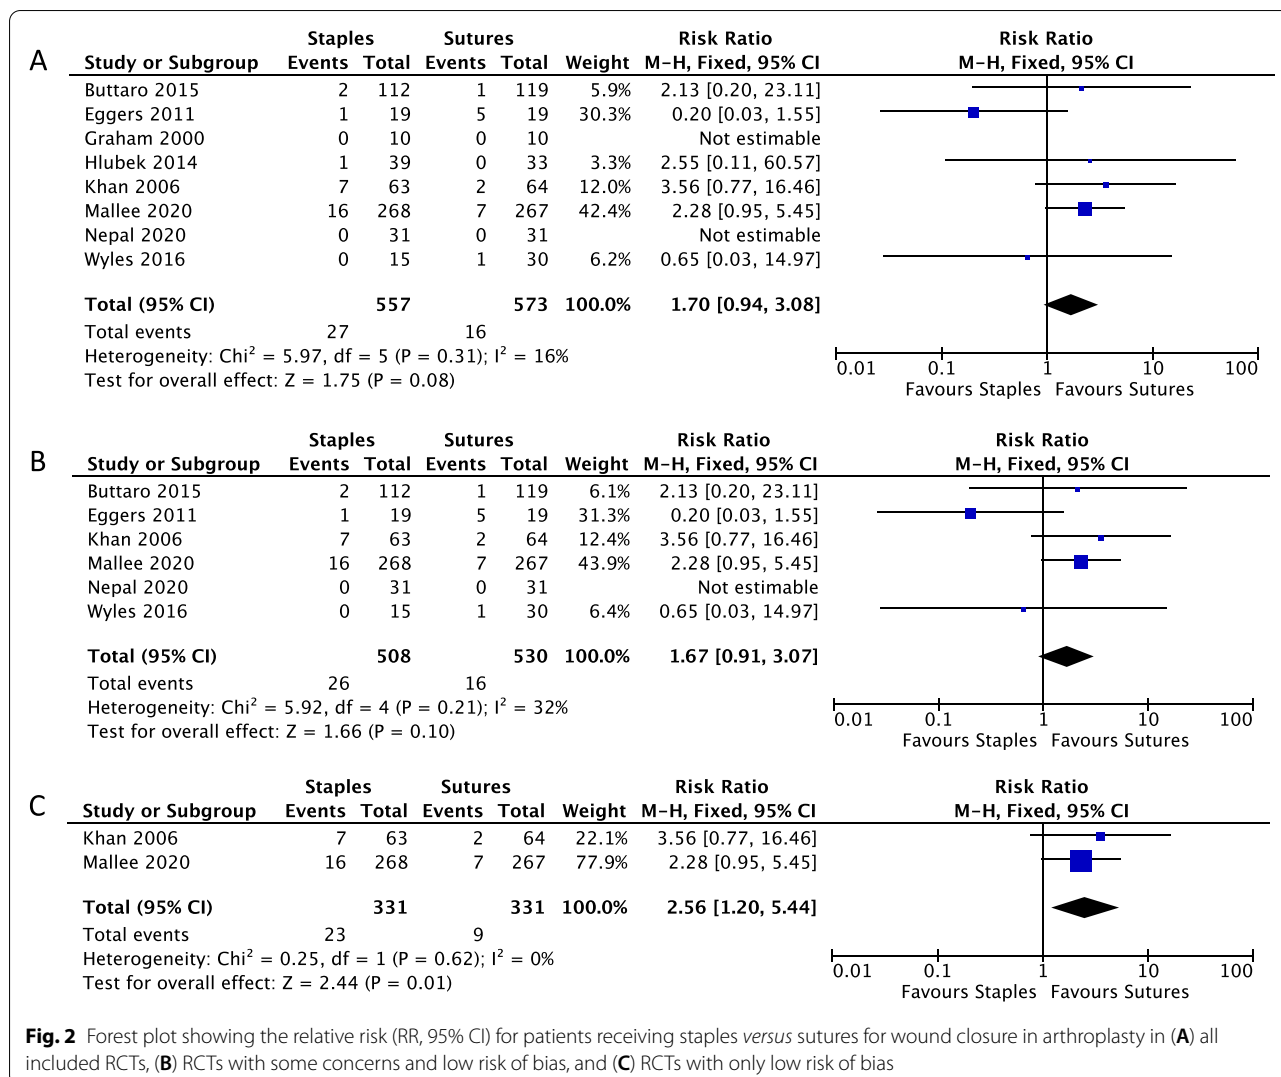 A
Staples Sutures Risk Ratio Risk Ratio
Study or Subgroup Events Total Events Total Weight M-H, Fixed, 95% CI M-H, Fixed, 95% CI
Buttaro 2015 2 112 1 119 5.9% 2.13 [0.20, 23.11]
Eggers 2011 1 19 5 19 30.3% 0.20 [0.03, 1.55]
Graham 2000 0 10 0 10 Not estimable
Hlubek 2014 1 39 0 33 3.3% 2.55 [0.11, 60.57]
Khan 2006 7 63 2 64 12.0% 3.56 [0.77, 16.46]
Mallee 2020 16 268 7 267 42.4% 2.28 [0.95, 5.45]
Nepal 2020 0 31 0 31 Not estimable
Wyles 2016 0 15 1 30 6.2% 0.65 [0.03, 14.97]
Total (95% CI) 557 573 100.0% 1.70 [0.94, 3.08]
Total events 27 16
Heterogeneity: Chi² = 5.97, df = 5 (P = 0.31); I² = 16%
Test for overall effect: Z = 1.75 (P = 0.08)
0.01 0.1 1 10 100
Favours Staples Favours Sutures
B
Staples Sutures Risk Ratio Risk Ratio
Study or Subgroup Events Total Events Total Weight M-H, Fixed, 95% CI M-H, Fixed, 95% CI
Buttaro 2015 2 112 1 119 6.1% 2.13 [0.20, 23.11]
Eggers 2011 1 19 5 19 31.3% 0.20 [0.03, 1.55]
Khan 2006 7 63 2 64 12.4% 3.56 [0.77, 16.46]
Mallee 2020 16 268 7 267 43.9% 2.28 [0.95, 5.45]
Nepal 2020 0 31 0 31 Not estimable
Wyles 2016 0 15 1 30 6.4% 0.65 [0.03, 14.97]
Total (95% CI) 508 530 100.0% 1.67 [0.91, 3.07]
Total events 26 16
Heterogeneity: Chi² = 5.92, df = 4 (P = 0.21); I² = 32%
Test for overall effect: Z = 1.66 (P = 0.10)
0.01 0.1 1 10 100
Favours Staples Favours Sutures
C
Staples Sutures Risk Ratio Risk Ratio
Study or Subgroup Events Total Events Total Weight M-H, Fixed, 95% CI M-H, Fixed, 95% CI
Khan 2006 7 63 2 64 22.1% 3.56 [0.77, 16.46]
Mallee 2020 16 268 7 267 77.9% 2.28 [0.95, 5.45]
Total (95% CI) 331 331 100.0% 2.56 [1.20, 5.44]
Total events 23 9
Heterogeneity: Chi² = 0.25, df = 1 (P = 0.62); I² = 0%
Test for overall effect: Z = 2.44 (P = 0.01)
0.01 0.1 1 10 100
Favours Staples Favours Sutures
Fig. 2 Forest plot showing the relative risk (RR, 95% CI) for patients receiving staples versus sutures for wound closure in arthroplasty in (A) all
included RCTs, (B) RCTs with some concerns and low risk of bias, and (C) RCTs with only low risk of bias